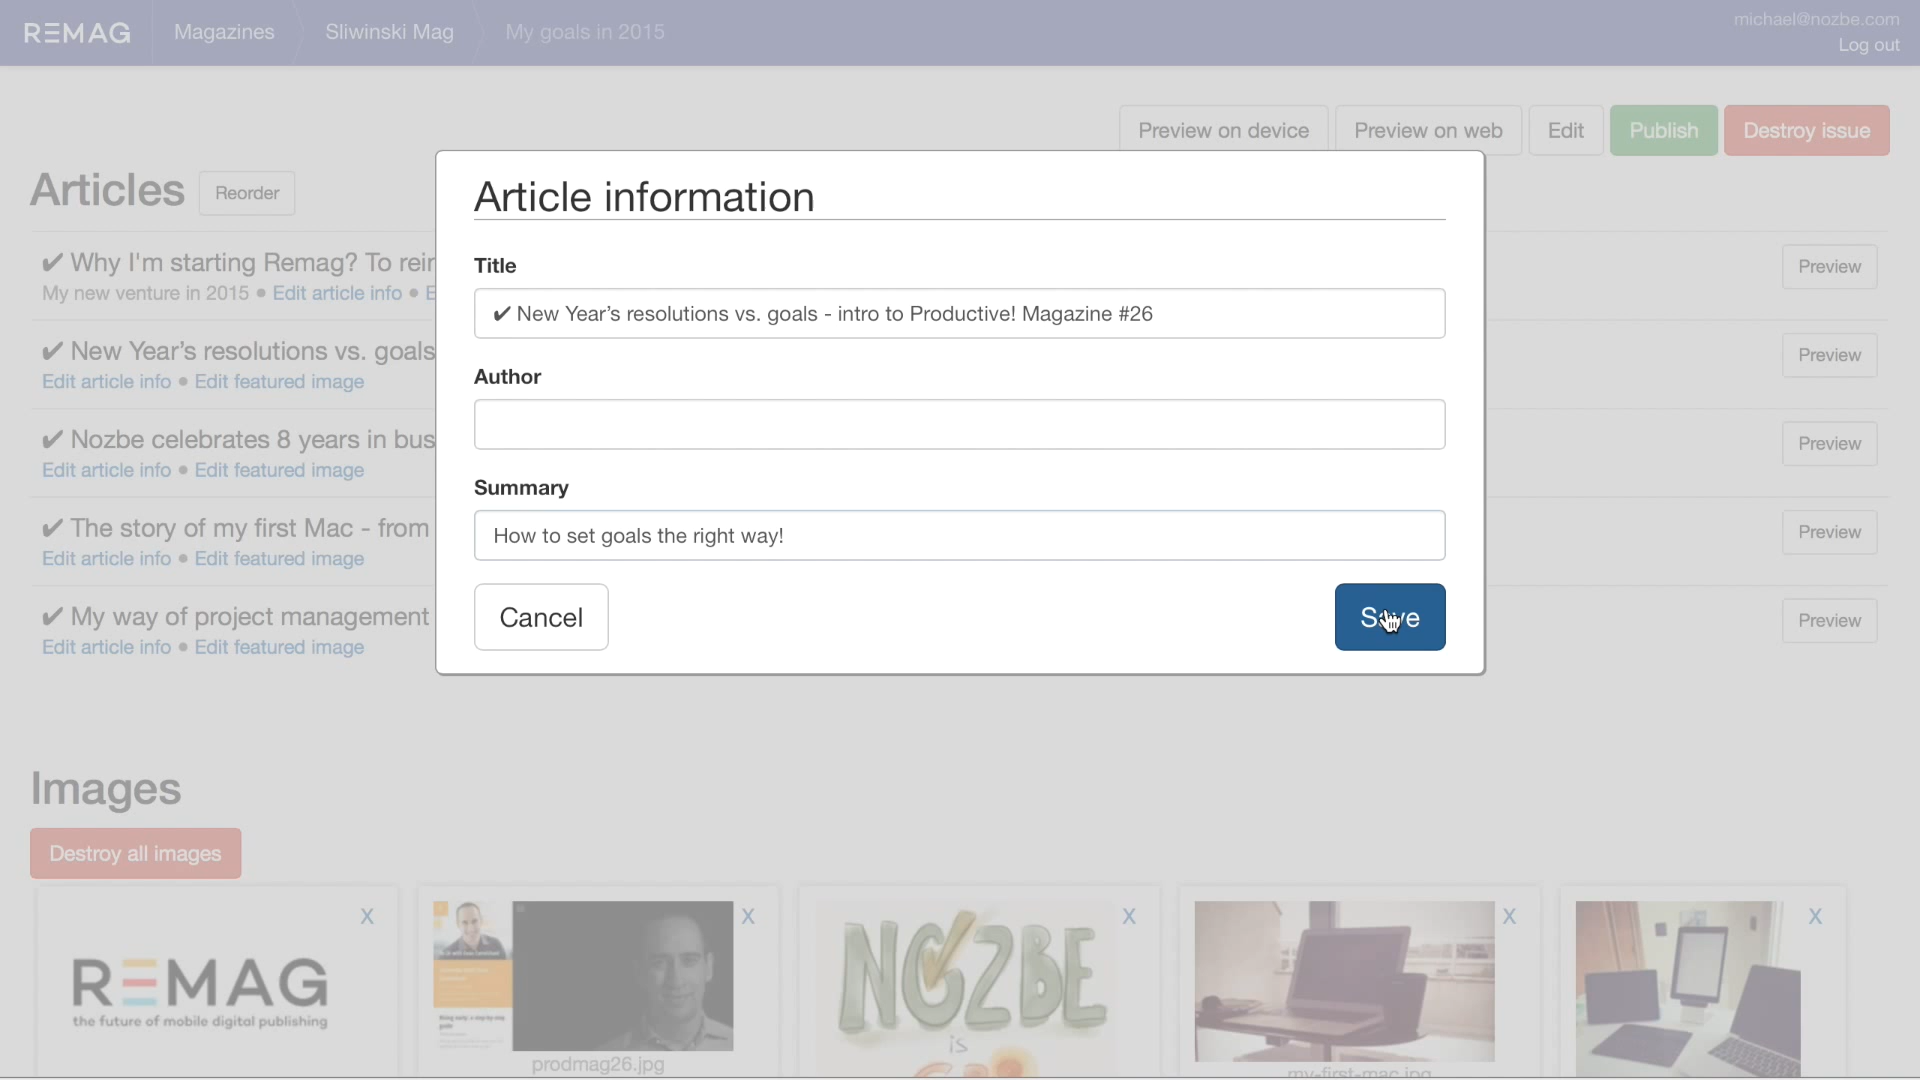 REMAG
Magazines
Sliwinski Mag
My goals in 2015
michael@nozbe.com
Log out
Preview on device
Preview on web
Edit
Publish
Destroy issue
Articles
Reorder
✔ Why I'm starting Remag? To
My new venture in 2015 • Edit article info •
Preview
✔ New Year's resolutions vs. goals
Edit article info • Edit featured image
Preview
✔ Nozbe celebrates 8 years in
Edit article info • Edit featured image
Preview
✔ The story of my first Mac - from
Edit article info • Edit featured image
Preview
✔ My way of project management
Edit article info • Edit featured image
Preview
Article information
Title
✔ New Year’s resolutions vs. goals - intro to Productive! Magazine #26
Author
Summary
How to set goals the right way!
Cancel
Save
Images
Destroy all images
X
X
X
X
X
REMAG
the future of mobile digital publishing
prodmag26.jpg
NOZBE
is
my-first-mac.jpg